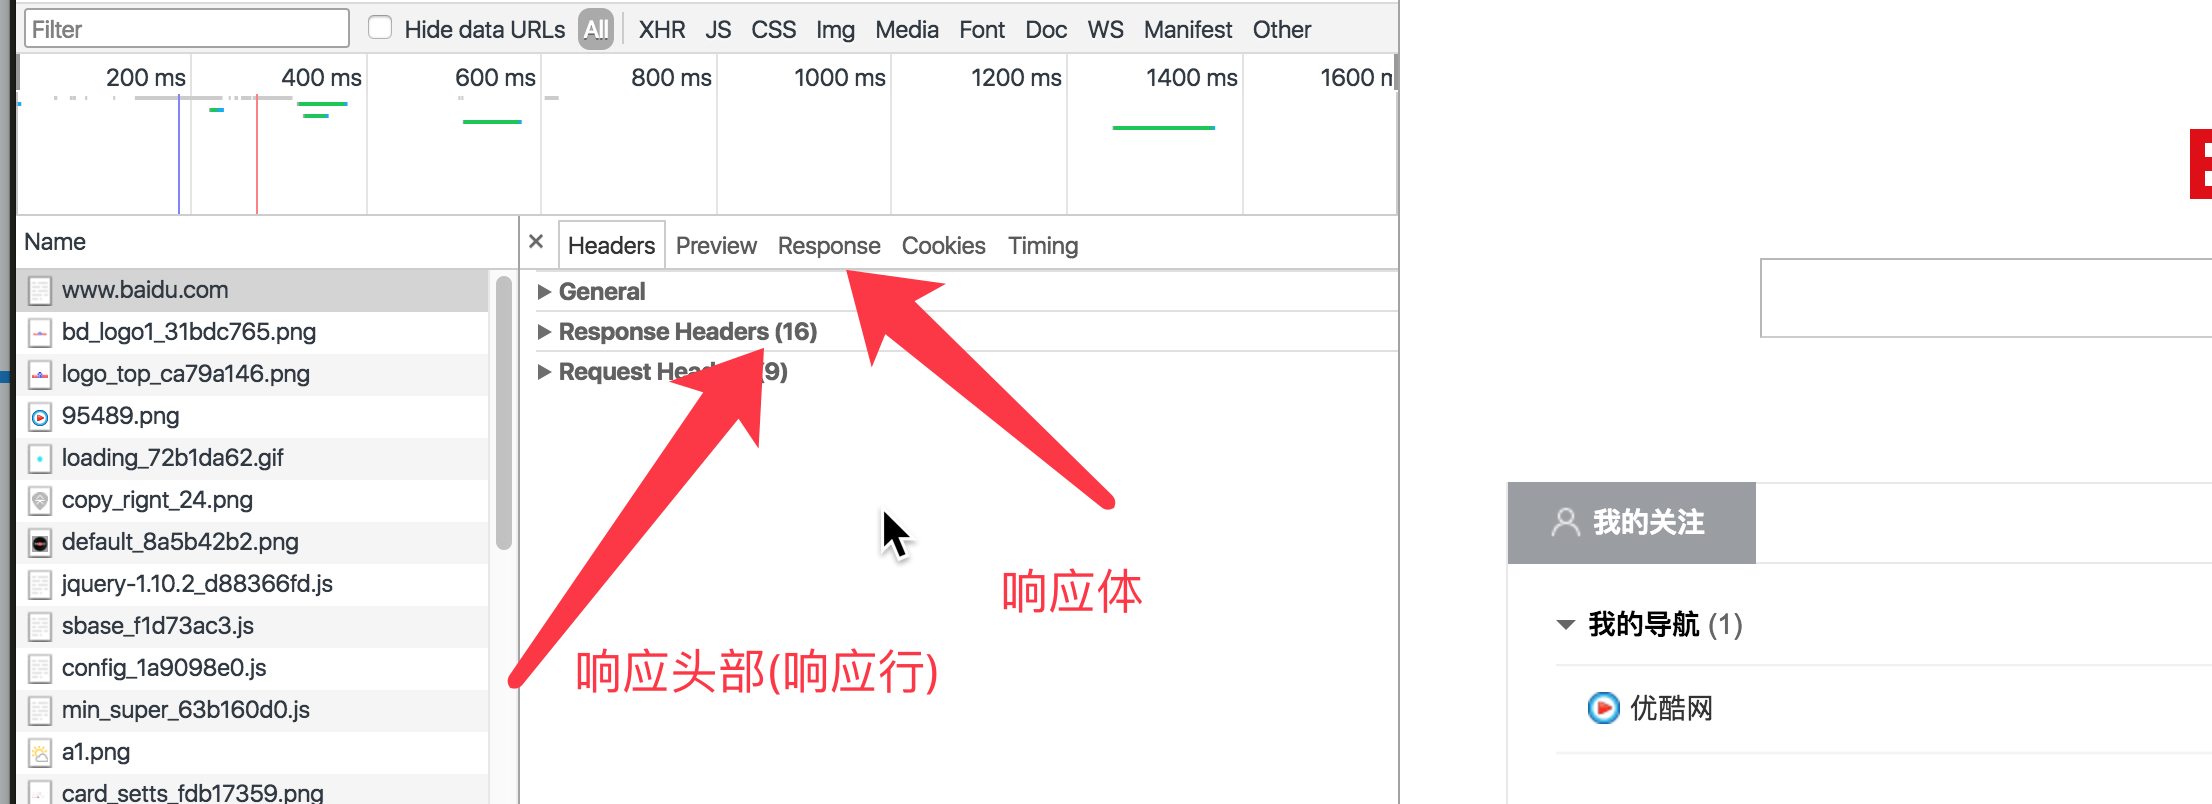 Filter
Hide data URLs All XHR JS CSS Img Media Font Doc WS Manifest Other
200 ms 400 ms 600 ms 800 ms 1000 ms 1200 ms 1400 ms 1600 m
Name
× Headers Preview Response Cookies Timing
www.baidu.com
bd_logo1_31bdc765.png
logo_top_ca79a146.png
95489.png
loading_72b1da62.gif
copy_rignt_24.png
default_8a5b42b2.png
jquery-1.10.2_d88366fd.js
sbase_f1d73ac3.js
config_1a9098e0.js
min_super_63b160d0.js
a1.png
card_setts_fdb17359.png
General
Response Headers (16)
Request Hea (9)
响应体
响应头部(响应行)
我的关注
我的导航 (1)
优酷网